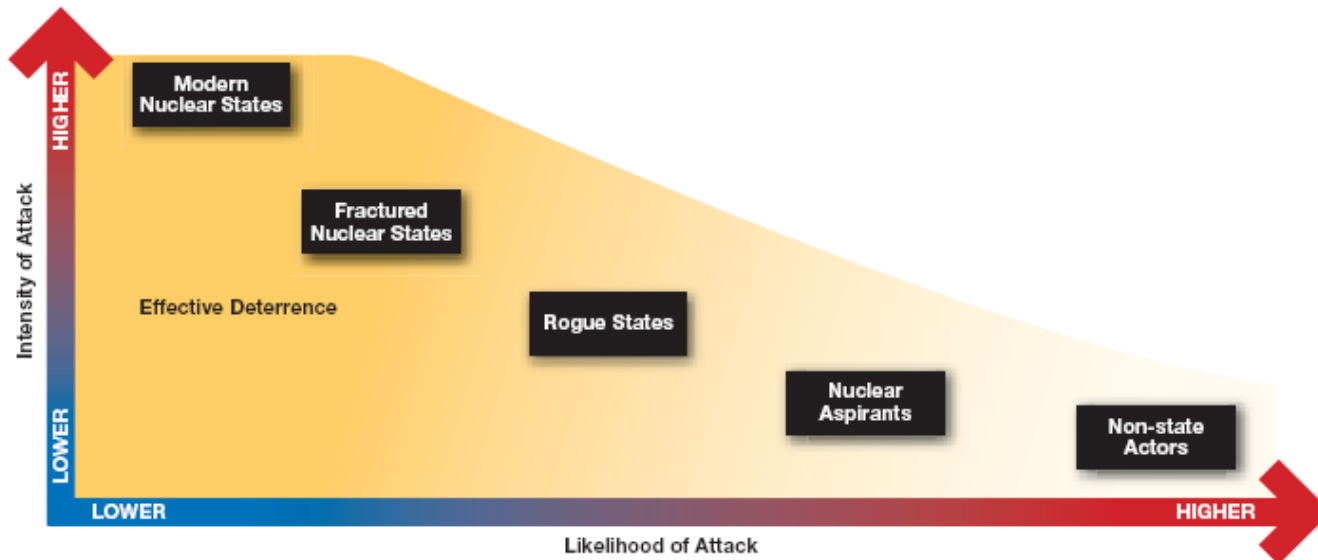 HIGHER
Modern
Nuclear States
Fractured
Nuclear States
Intensity of Attack
Effective Deterrence
Rogue States
Nuclear
Aspirants
Non-state
Actors
LOWER
LOWER
HIGHER
Likelihood of Attack